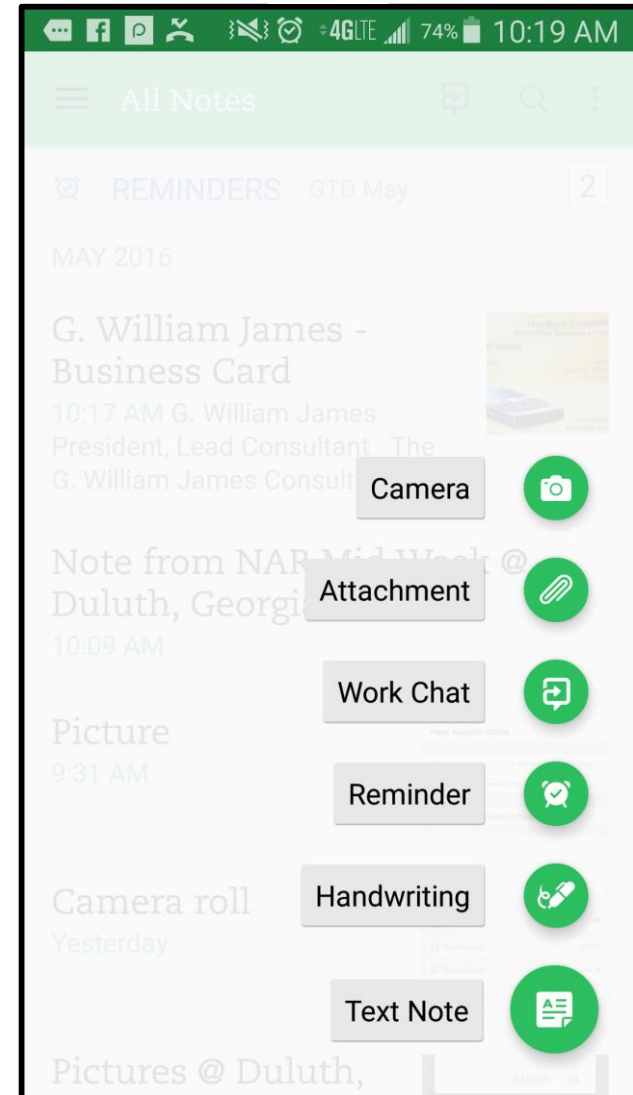 4G LTE 74% 10:19 AM
All Notes
REMINDERS GTD May 2
MAY 2016
G. William James -
Business Card
10:17 AM G. William James
President, Lead Consultant The
G. William James Consult
Camera
Note from NAR Mid Week @
Duluth, Georgi
Attachment
10:09 AM
Work Chat
Picture
9:31 AM
Reminder
Camera roll
Handwriting
Yesterday
Text Note
Pictures @ Duluth,